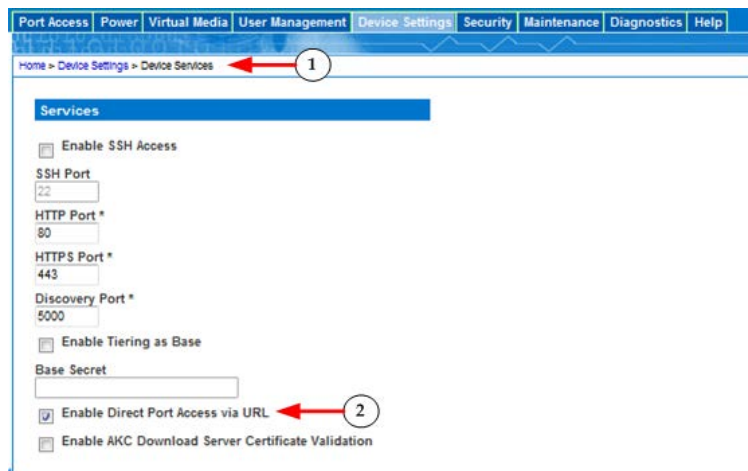 Port Access Power Virtual Media User Management Device Settings Security Maintenance Diagnostics Help
Home > Device Settings > Device Services
1
Services
Enable SSH Access
SSH Port
22
HTTP Port *
80
HTTPS Port *
443
Discovery Port *
5000
Enable Tiering as Base
Base Secret
Enable Direct Port Access via URL
2
Enable AKC Download Server Certificate Validation